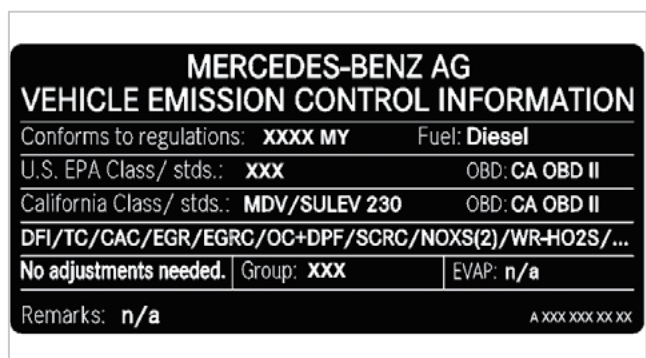 MERCEDES-BENZ AG
VEHICLE EMISSION CONTROL INFORMATION
Conforms to regulations: XXXX MY Fuel: Diesel
U.S. EPA Class/ stds.: XXX OBD: CA OBD II
California Class/ stds.: MDV/SULEV 230 OBD: CA OBD II
DFI/TC/CAC/EGR/EGRC/OC+DPF/SCRC/NOXS(2)/WR-HO2S/...
No adjustments needed. Group: XXX EVAP: n/a
Remarks: n/a A XXX XXX XX XX